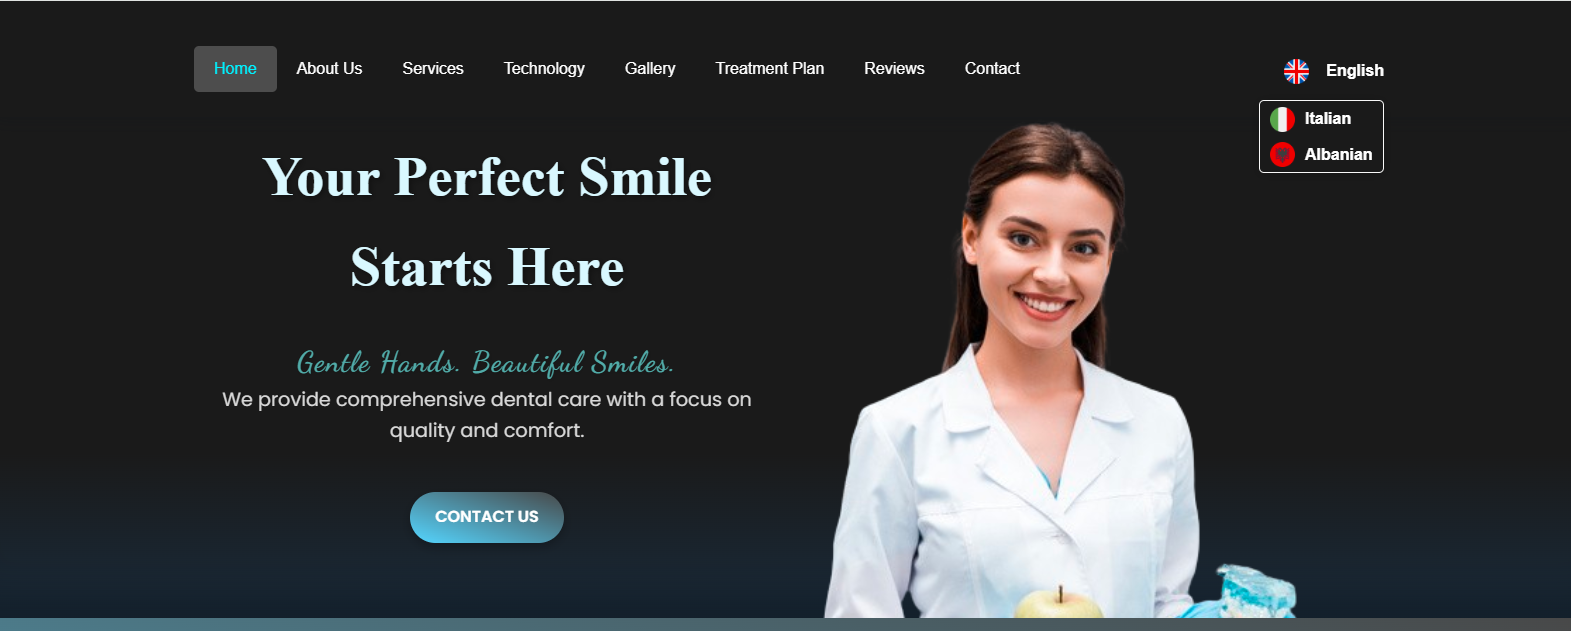 Home About Us Services Technology Gallery Treatment Plan Reviews Contact English
Italian
Albanian
Your Perfect Smile
Starts Here
Gentle Hands. Beautiful Smiles.
We provide comprehensive dental care with a focus on
quality and comfort.
CONTACT US